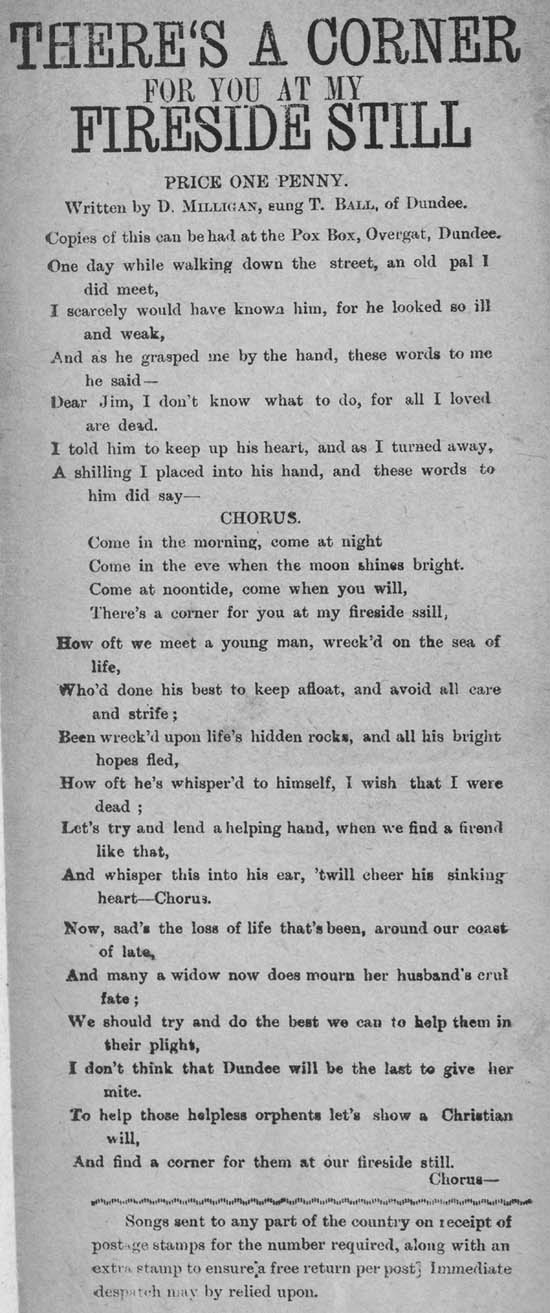 THERE'S A CORNER
FOR YOU AT MY
FIRESIDE STILL
PRICE ONE PENNY.
Written by D. MILLIGAN, sung T. BALL, of Dundee.
Copies of this can be had at the Pox Box, Overgat, Dundee.
One day while walking down the street, an old pal I
did meet,
I scarcely would have known him, for he looked so ill
and weak,
And as he grasped me by the hand, these words to me
he said—
Dear Jim, I don't know what to do, for all I loved
are dead.
I told him to keep up his heart, and as I turned away,
A shilling I placed into his hand, and these words to
him did say—
CHORUS.
Come in the morning, come at night
Come in the eve when the moon shines bright.
Come at noontide, come when you will,
There's a corner for you at my fireside ssill,
How oft we meet a young man, wreck'd on the sea of
life,
Who'd done his best to keep afloat, and avoid all care
and strife;
Been wreck'd upon life's hidden rocks, and all his bright
hopes fled,
How oft he's whisper'd to himself, I wish that I were
dead ;
Let's try and lend a helping hand, when we find a firend
like that,
And whisper this into his ear, 'twill cheer his sinking
heart—Chorus.
Now, sad's the loss of life that's been, around our coast
of late,
And many a widow now does mourn her husband's crul
fate ;
We should try and do the best we can to help them in
their plight,
I don't think that Dundee will be the last to give her
mite.
To help those helpless orphents let's show a Christian
will,
And find a corner for them at our fireside still.
Chorus—
Songs sent to any part of the country on receipt of
postage stamps for the number required, along with an
extra stamp to ensure a free return per post] Immediate
despatch may by relied upon.